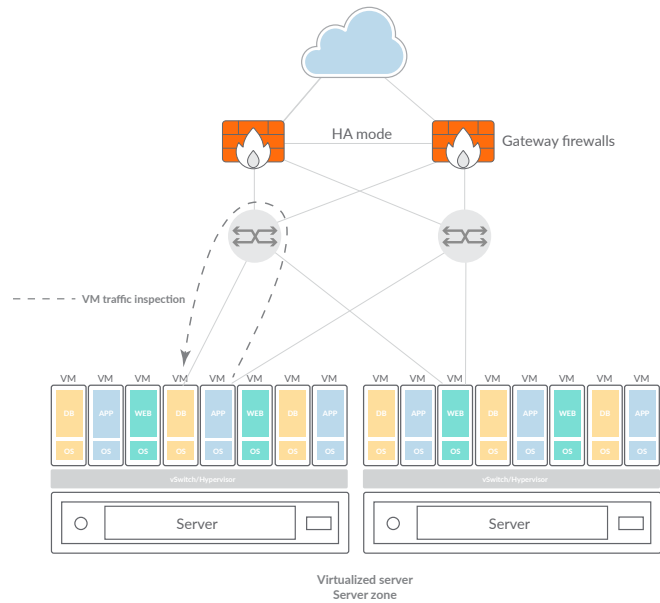 HA mode
Gateway firewalls
VM traffic inspection
VM VM VM VM VM VM VM VM
VM VM VM VM VM VM VM VM
DB APP WEB DB APP WEB DB APP
DB APP WEB DB APP WEB DB APP
OS OS OS OS OS OS OS OS
OS OS OS OS OS OS OS OS
vSwitch/Hypervisor
vSwitch/Hypervisor
Server
Server
Virtualized server
Server zone